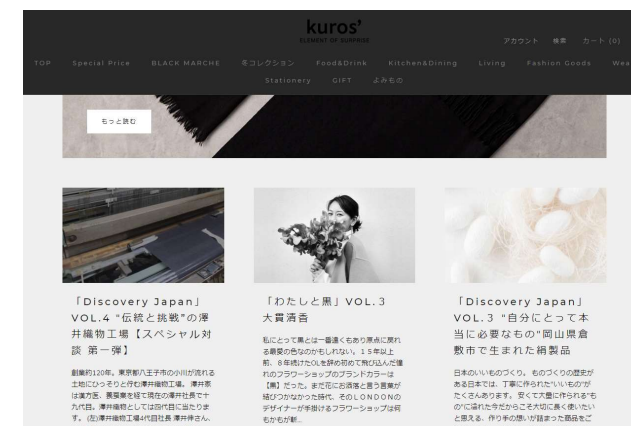 kuros'
ELEMENT OF SURPRISE
アカウント 検索 カート (0)
TOP Special Price BLACK MARCHE 冬コレクション Food&Drink Kitchen&Dining Living Fashion Goods Wea
Stationery GIFT よみもの
もっと読む
「Discovery Japan」
VOL.4 “伝統と挑戦”の澤
井織物工場【スペシャル対
談 第一弾】
創業約120年。東京都八王子市の小川が流れる
土地にひっそりと佇む澤井織物工場。 澤井家
は漢方医、養蚕業を経て現在の澤井社長で十
九代目。澤井織物としては四代目に当たりま
す。 (左)澤井織物工場4代目社長 澤井伸さん.
「わたしと黒」VOL.３
大貫清香
私にとって黒とは一番遠くもあり原点に戻れ
る最愛の色なのかもしれない。 １５年以上
前、８年続けたOLを辞め初めて飛び込んだ憧
れのフラワーショップのブランドカラーは
【黒】だった。まだ花にお洒落と言う言葉が
結びつかなかった時代、そのＬＯＮＤＯＮの
デザイナーが手掛けるフラワーショップは何
もかもが斬...
「Discovery Japan」
VOL.３ “自分にとって本
当に必要なもの”岡山県倉
敷市で生まれた絹製品
日本のいいものづくり。 ものづくりの歴史が
ある日本では、丁寧に作られた“いいもの”が
たくさんあります。 安くて大量に作られる“も
の”に溢れた今だからこそ大切に長く使いたい
と思える、作り手の想いが詰まった商品をご